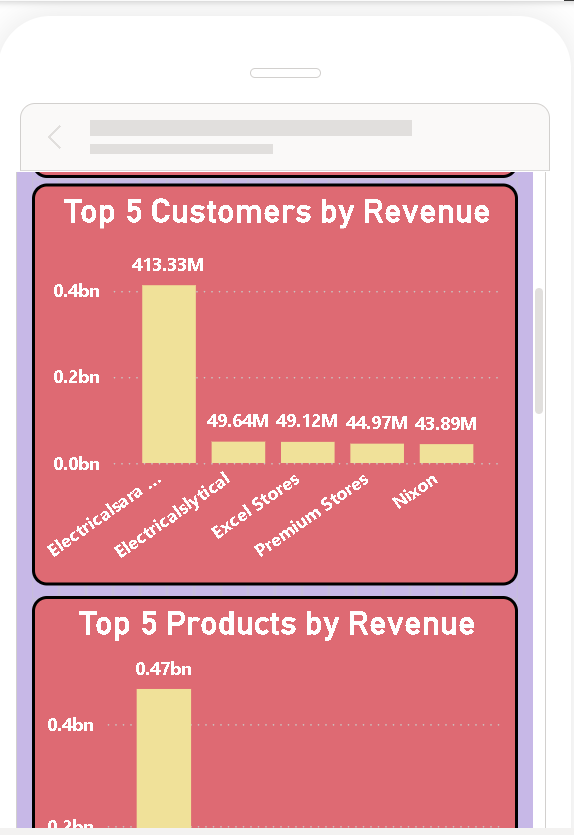 Top 5 Customers by Revenue
413.33M
0.4bn
0.2bn
49.64M 49.12M 44.97M 43.89M
0.0bn
Electricalsara ...
Electricalslytical
Excel Stores
Premium Stores
Nixon
Top 5 Products by Revenue
0.47bn
0.4bn
0.2bn